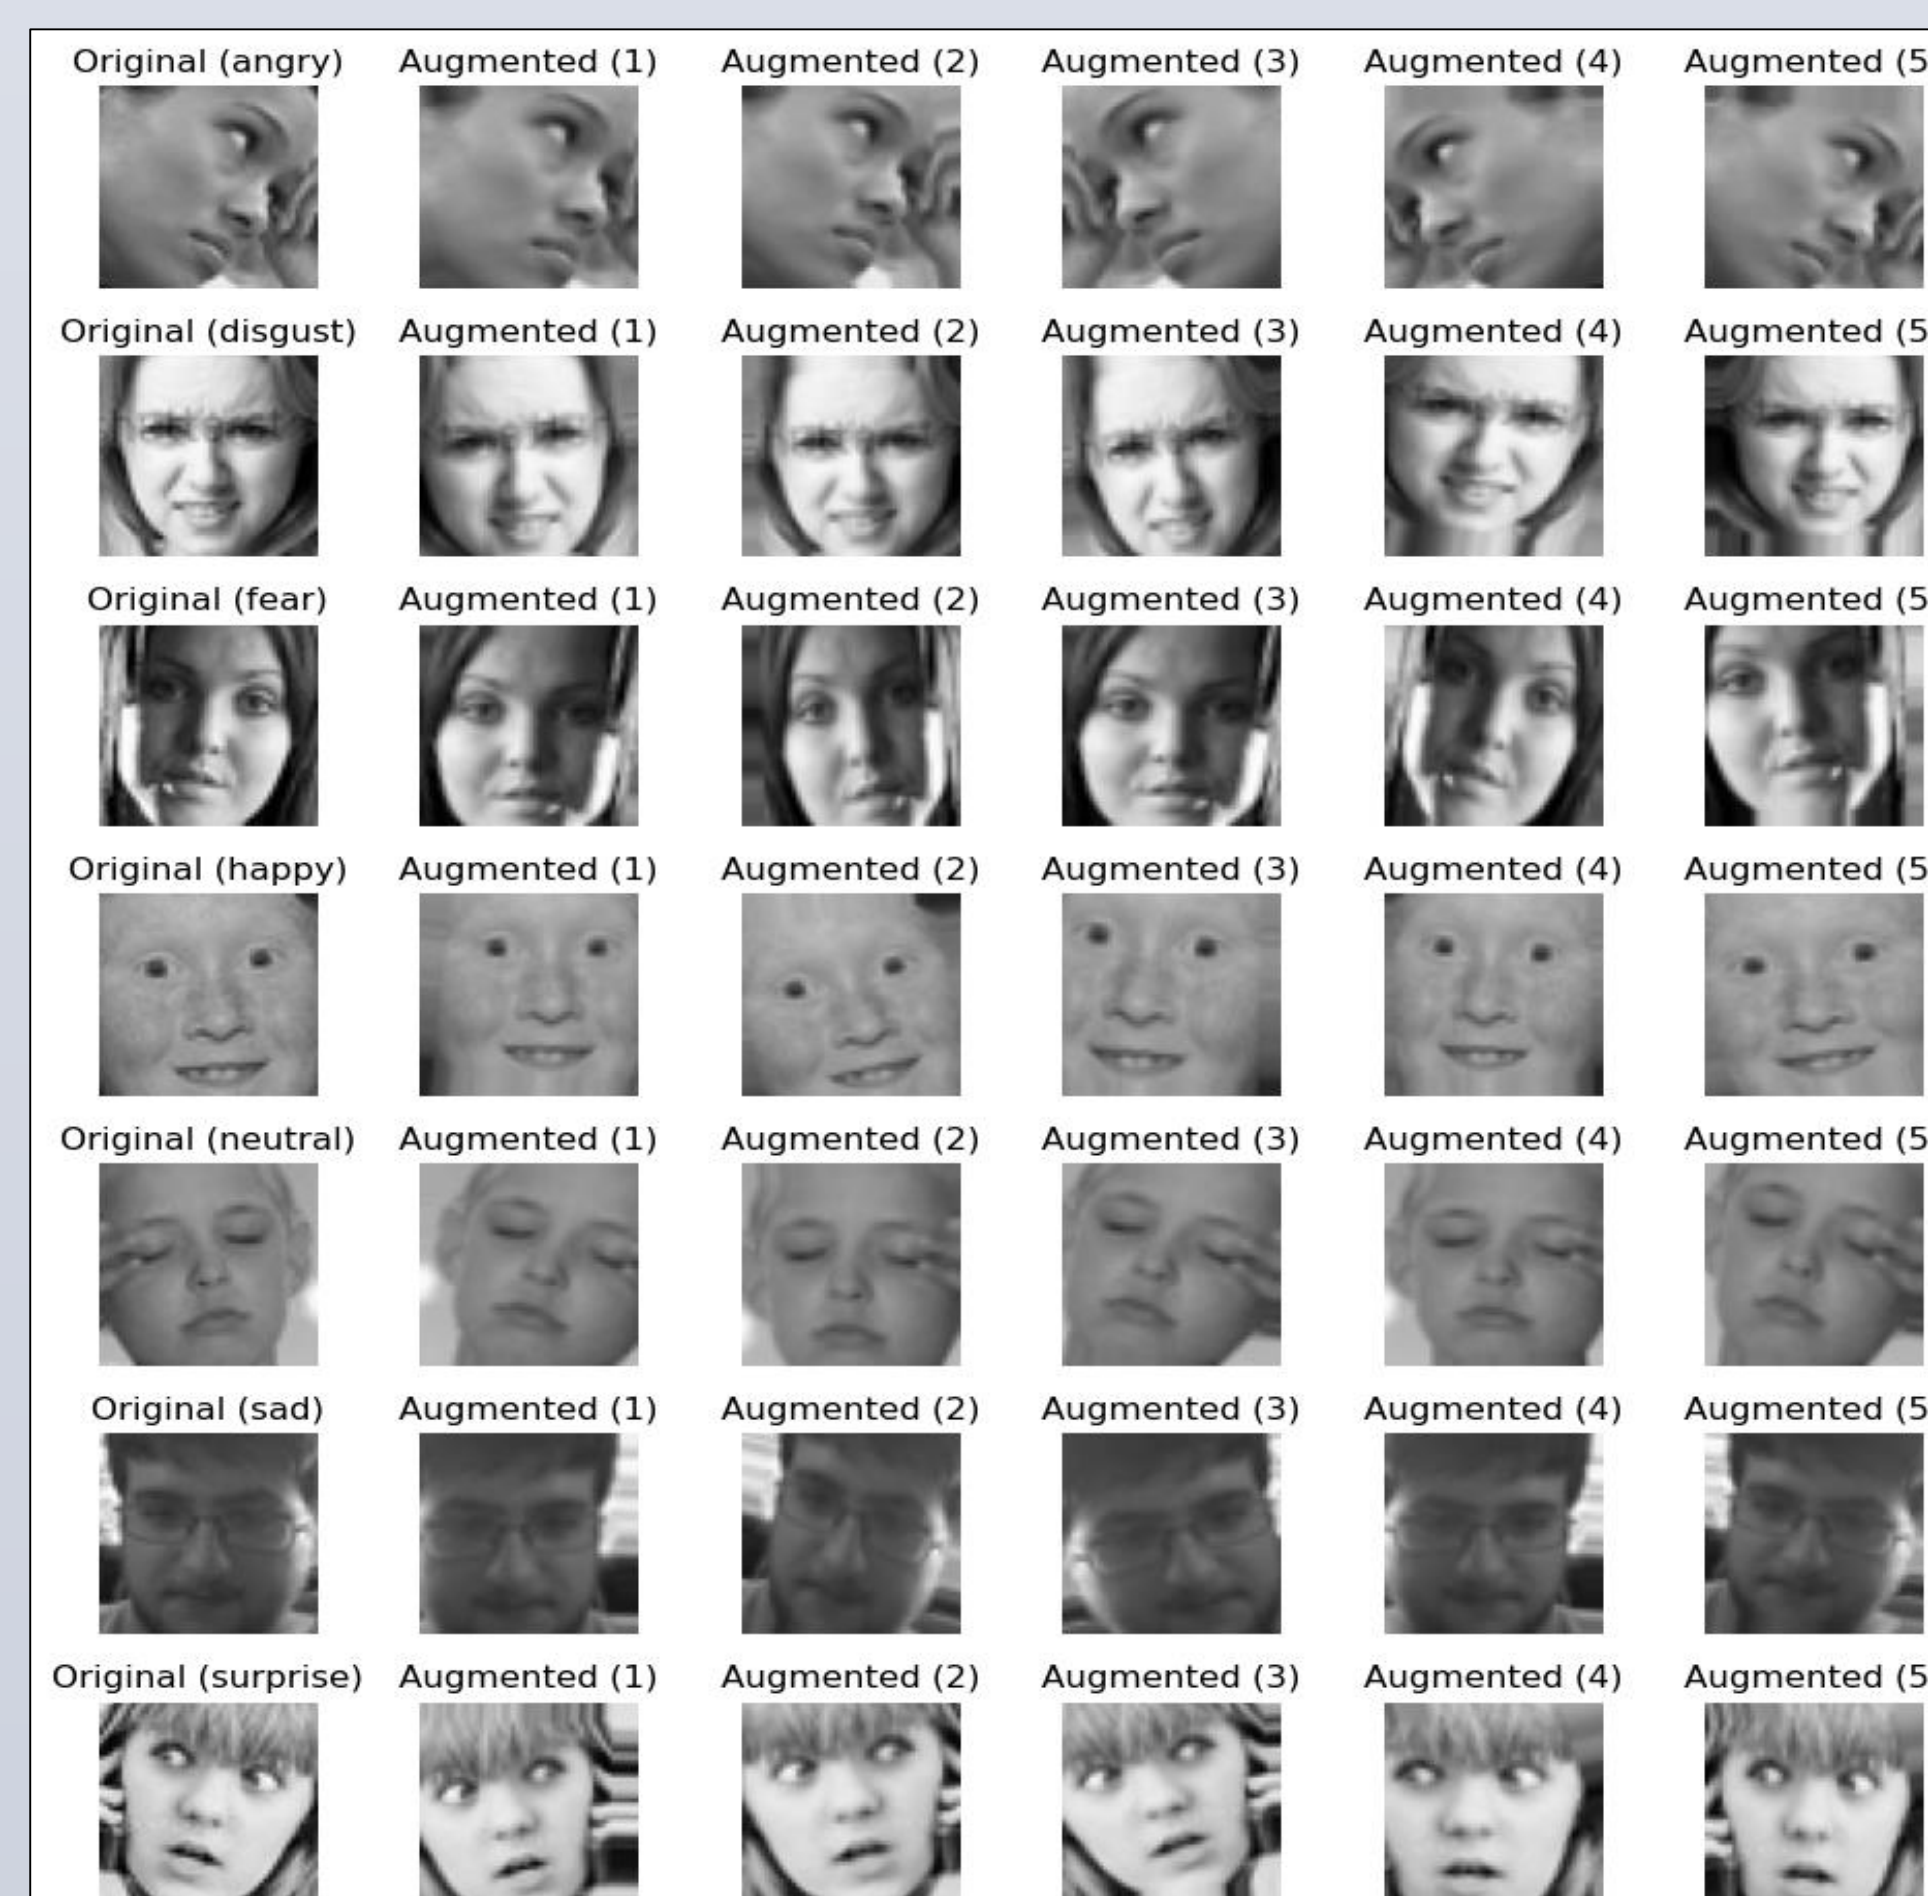 Original (angry) Augmented (1) Augmented (2) Augmented (3) Augmented (4) Augmented (5
Original (disgust) Augmented (1) Augmented (2) Augmented (3) Augmented (4) Augmented (5
Original (fear) Augmented (1) Augmented (2) Augmented (3) Augmented (4) Augmented (5
Original (happy) Augmented (1) Augmented (2) Augmented (3) Augmented (4) Augmented (5
Original (neutral) Augmented (1) Augmented (2) Augmented (3) Augmented (4) Augmented (5
Original (sad) Augmented (1) Augmented (2) Augmented (3) Augmented (4) Augmented (5
Original (surprise) Augmented (1) Augmented (2) Augmented (3) Augmented (4) Augmented (5